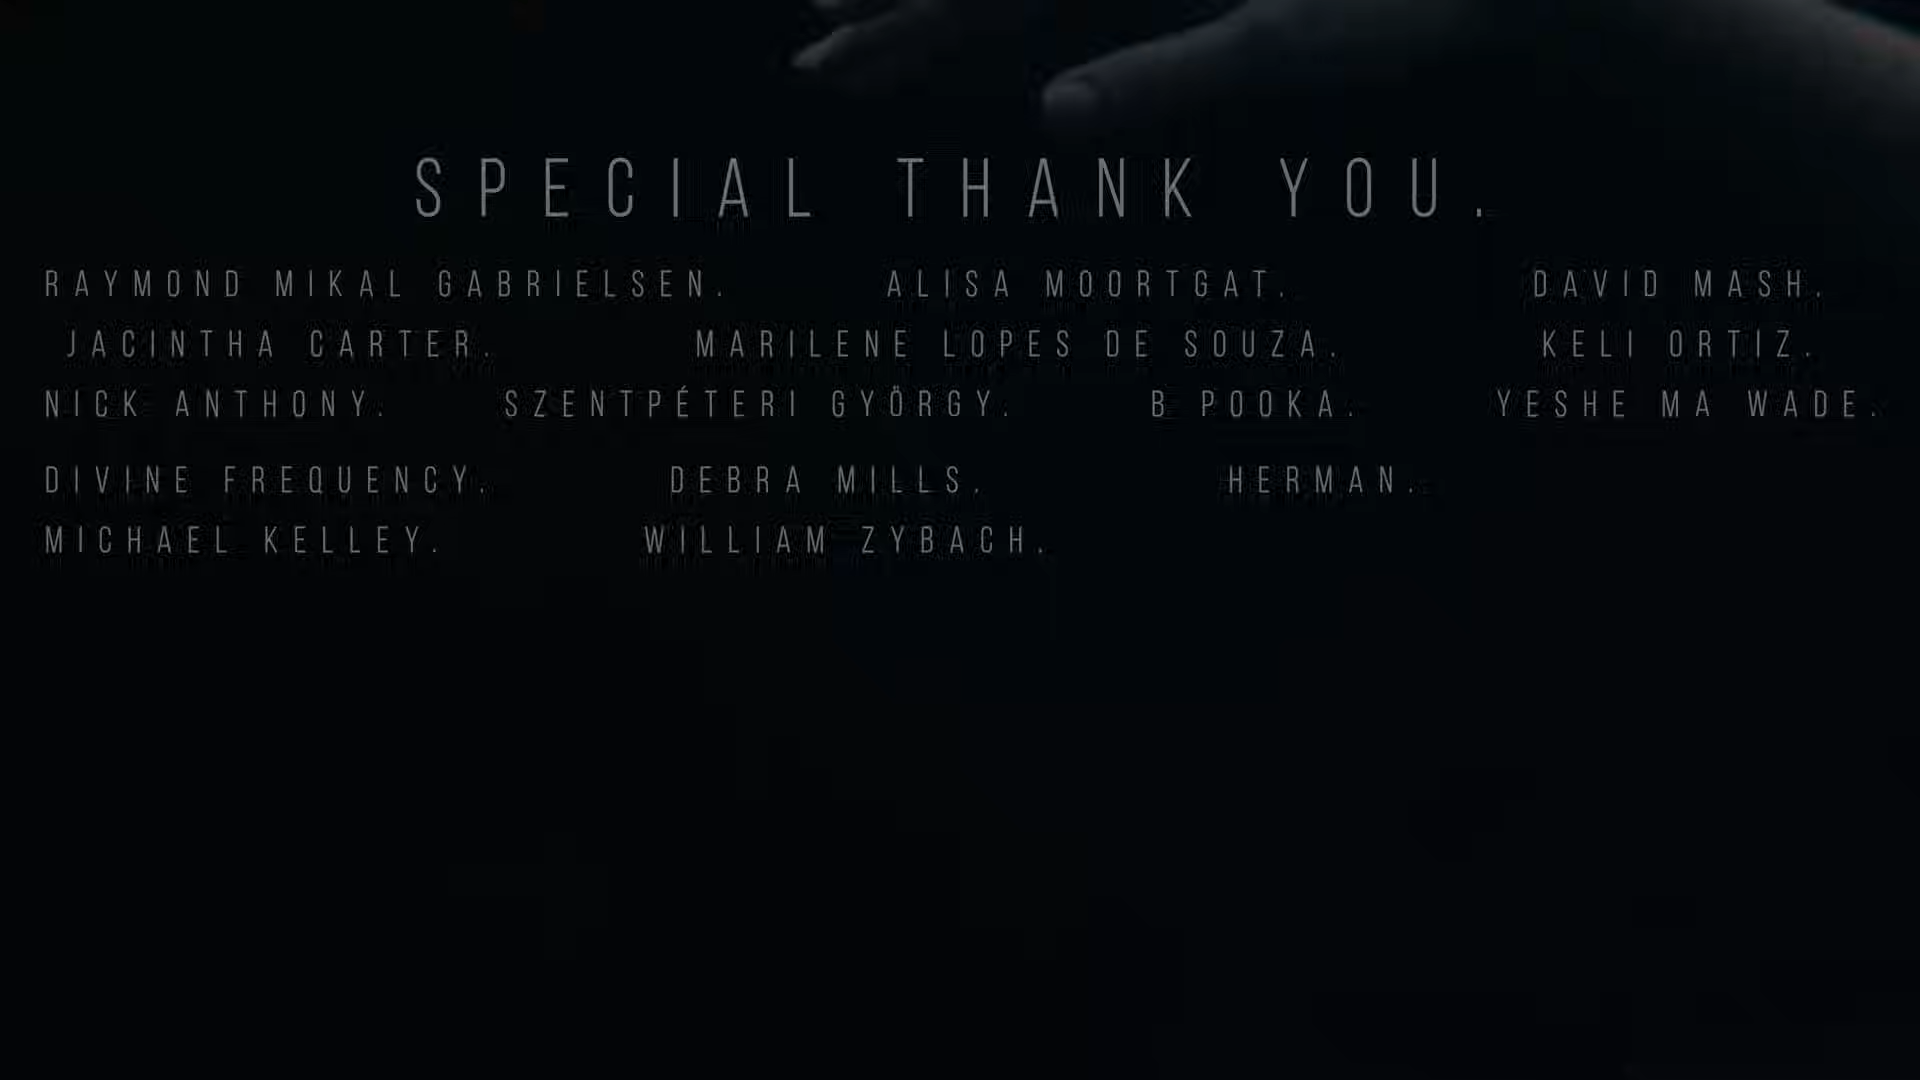 SPECIAL THANK YOU.
RAYMOND MIKAL GABRIELSEN. ALISA MOORTGAT. DAVID MASH.
JACINTHA CARTER. MARILENE LOPES DE SOUZA. KELI ORTIZ.
NICK ANTHONY. SZENTPÉTERI GYÖRGY. B POOKA. YESHE MA WADE.
DIVINE FREQUENCY. DEBRA MILLS. HERMAN.
MICHAEL KELLEY. WILLIAM ZYBACH.